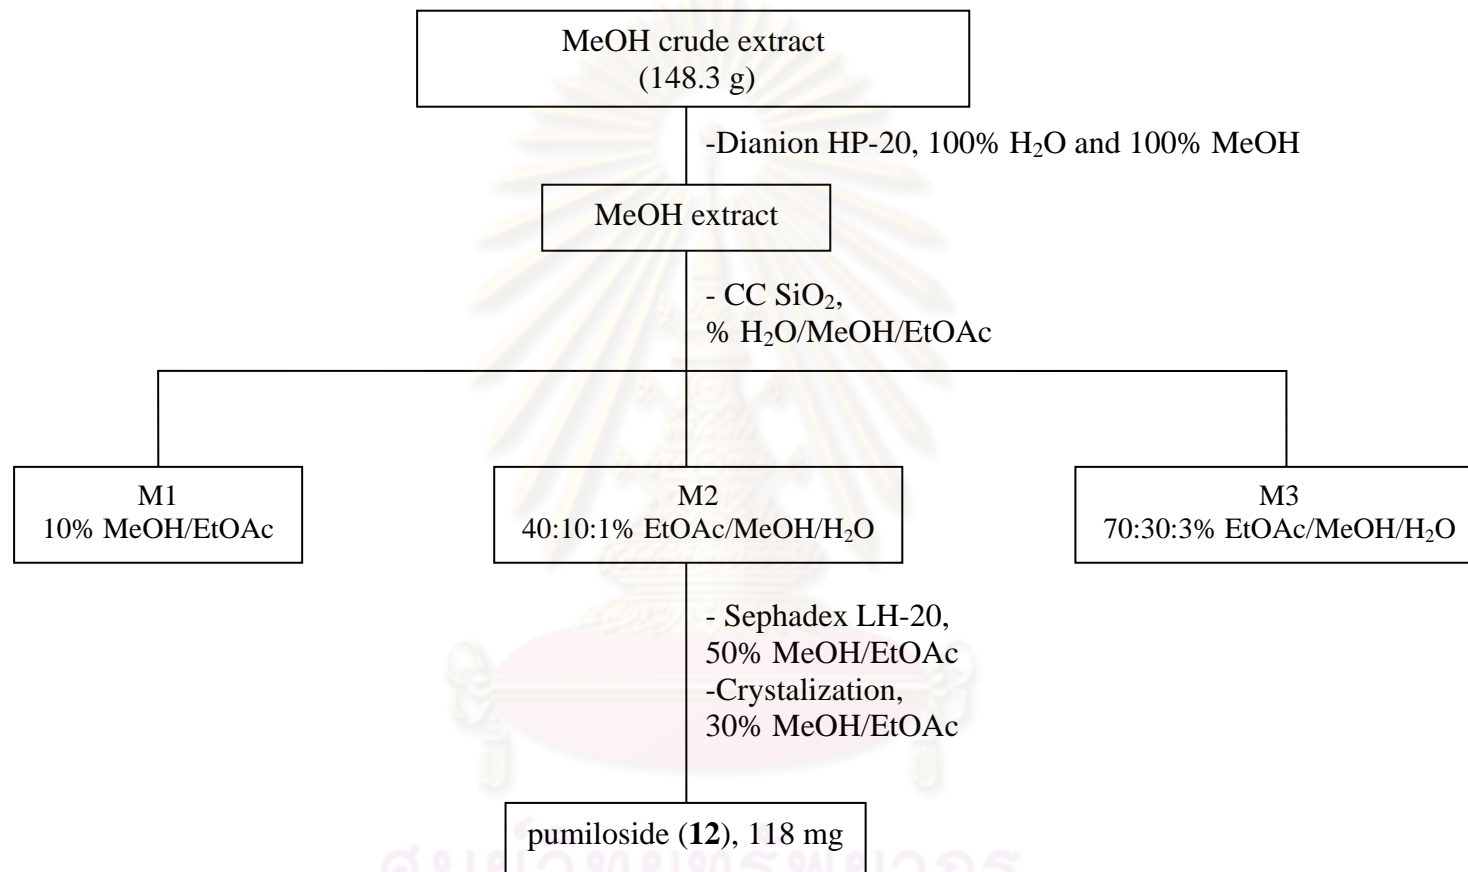 MeOH crude extract
(148.3 g)
-Dianion HP-20, 100% H₂O and 100% MeOH
MeOH extract
- CC SiO₂,
% H₂O/MeOH/EtOAc
M1
10% MeOH/EtOAc
M2
40:10:1% EtOAc/MeOH/H₂O
M3
70:30:3% EtOAc/MeOH/H₂O
- Sephadex LH-20,
50% MeOH/EtOAc
-Crystalization,
30% MeOH/EtOAc
pumiloside (12), 118 mg